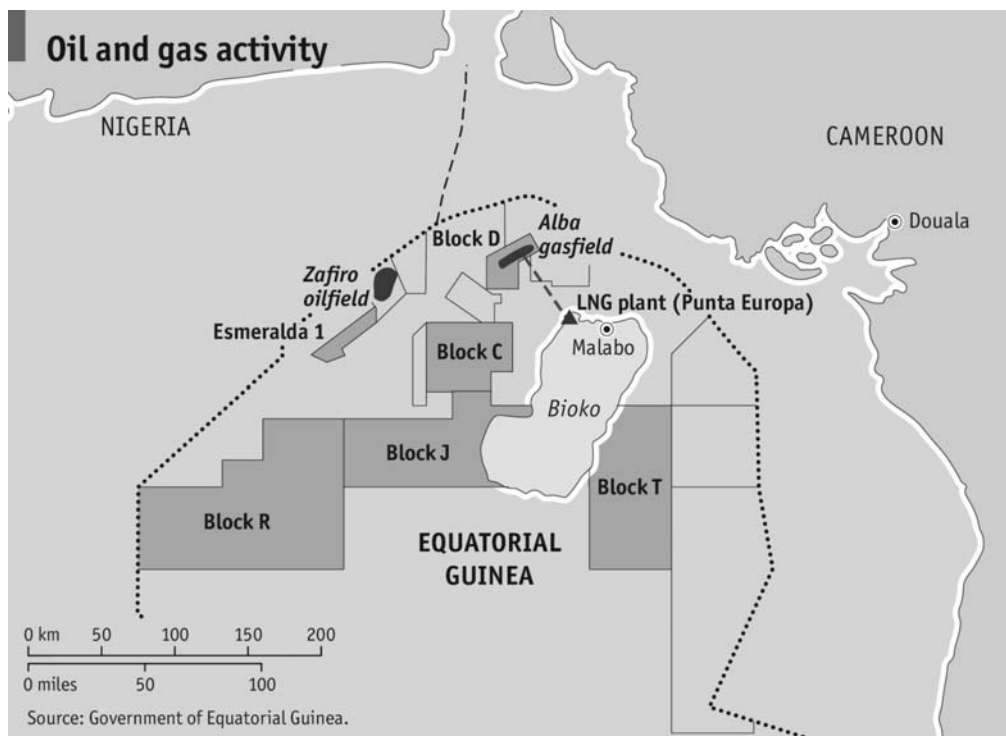 Oil and gas activity
NIGERIA
CAMEROON
Douala
Block D
Alba
gasfield
Zafiro
oilfield
LNG plant (Punta Europa)
Esmeralda 1
Malabo
Block C
Bioko
Block J
Block T
Block R
EQUATORIAL
GUINEA
0 km 50 100 150 200
0 miles 50 100
Source: Government of Equatorial Guinea.